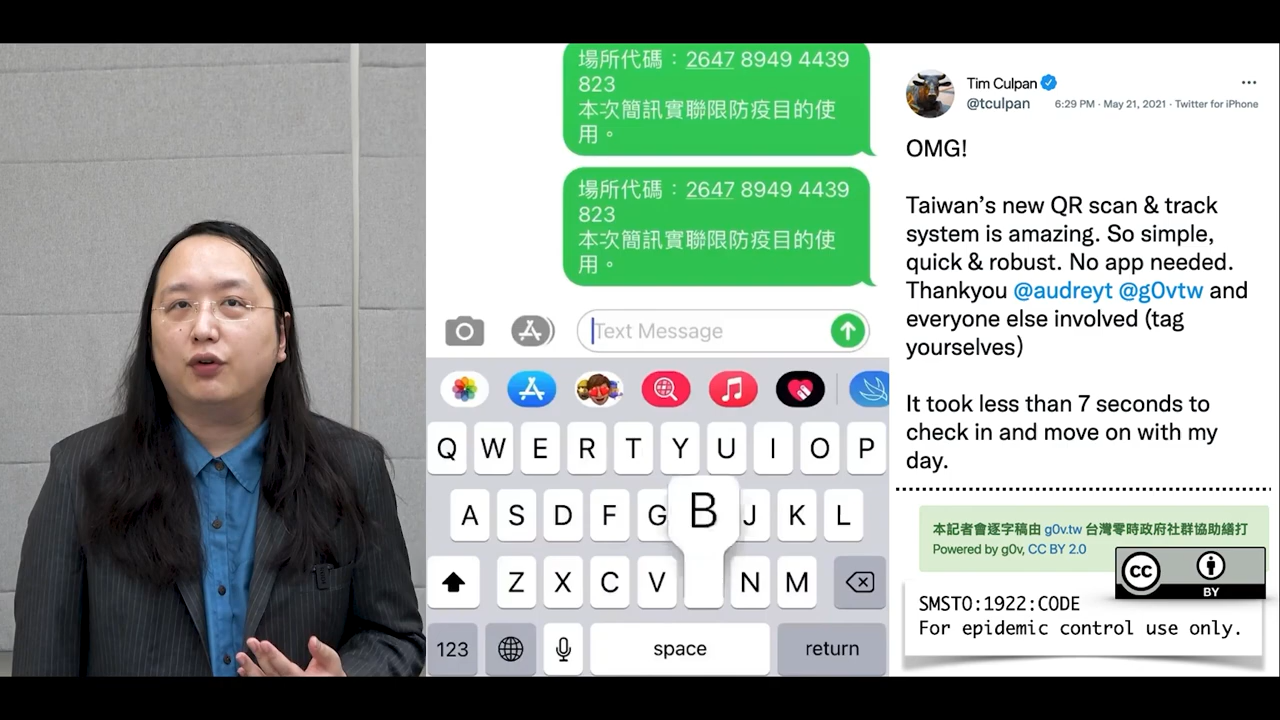 場所代碼：2647 8949 4439
823
本次簡訊實聯限防疫目的使
用。
場所代碼：2647 8949 4439
823
本次簡訊實聯限防疫目的使
用。
Text Message
Q W E R T Y U I O P
A S D F G B J K L
Z X C V N M
123 space return
Tim Culpan
@tculpan 6:29 PM · May 21, 2021 · Twitter for iPhone
OMG!
Taiwan’s new QR scan & track
system is amazing. So simple,
quick & robust. No app needed.
Thankyou @audreyt @g0vtw and
everyone else involved (tag
yourselves)
It took less than 7 seconds to
check in and move on with my
day.
本記者會逐字稿由 g0v.tw 台灣零時政府社群協助繕打
Powered by g0v, CC BY 2.0
cc BY
SMSTO:1922:CODE
For epidemic control use only.